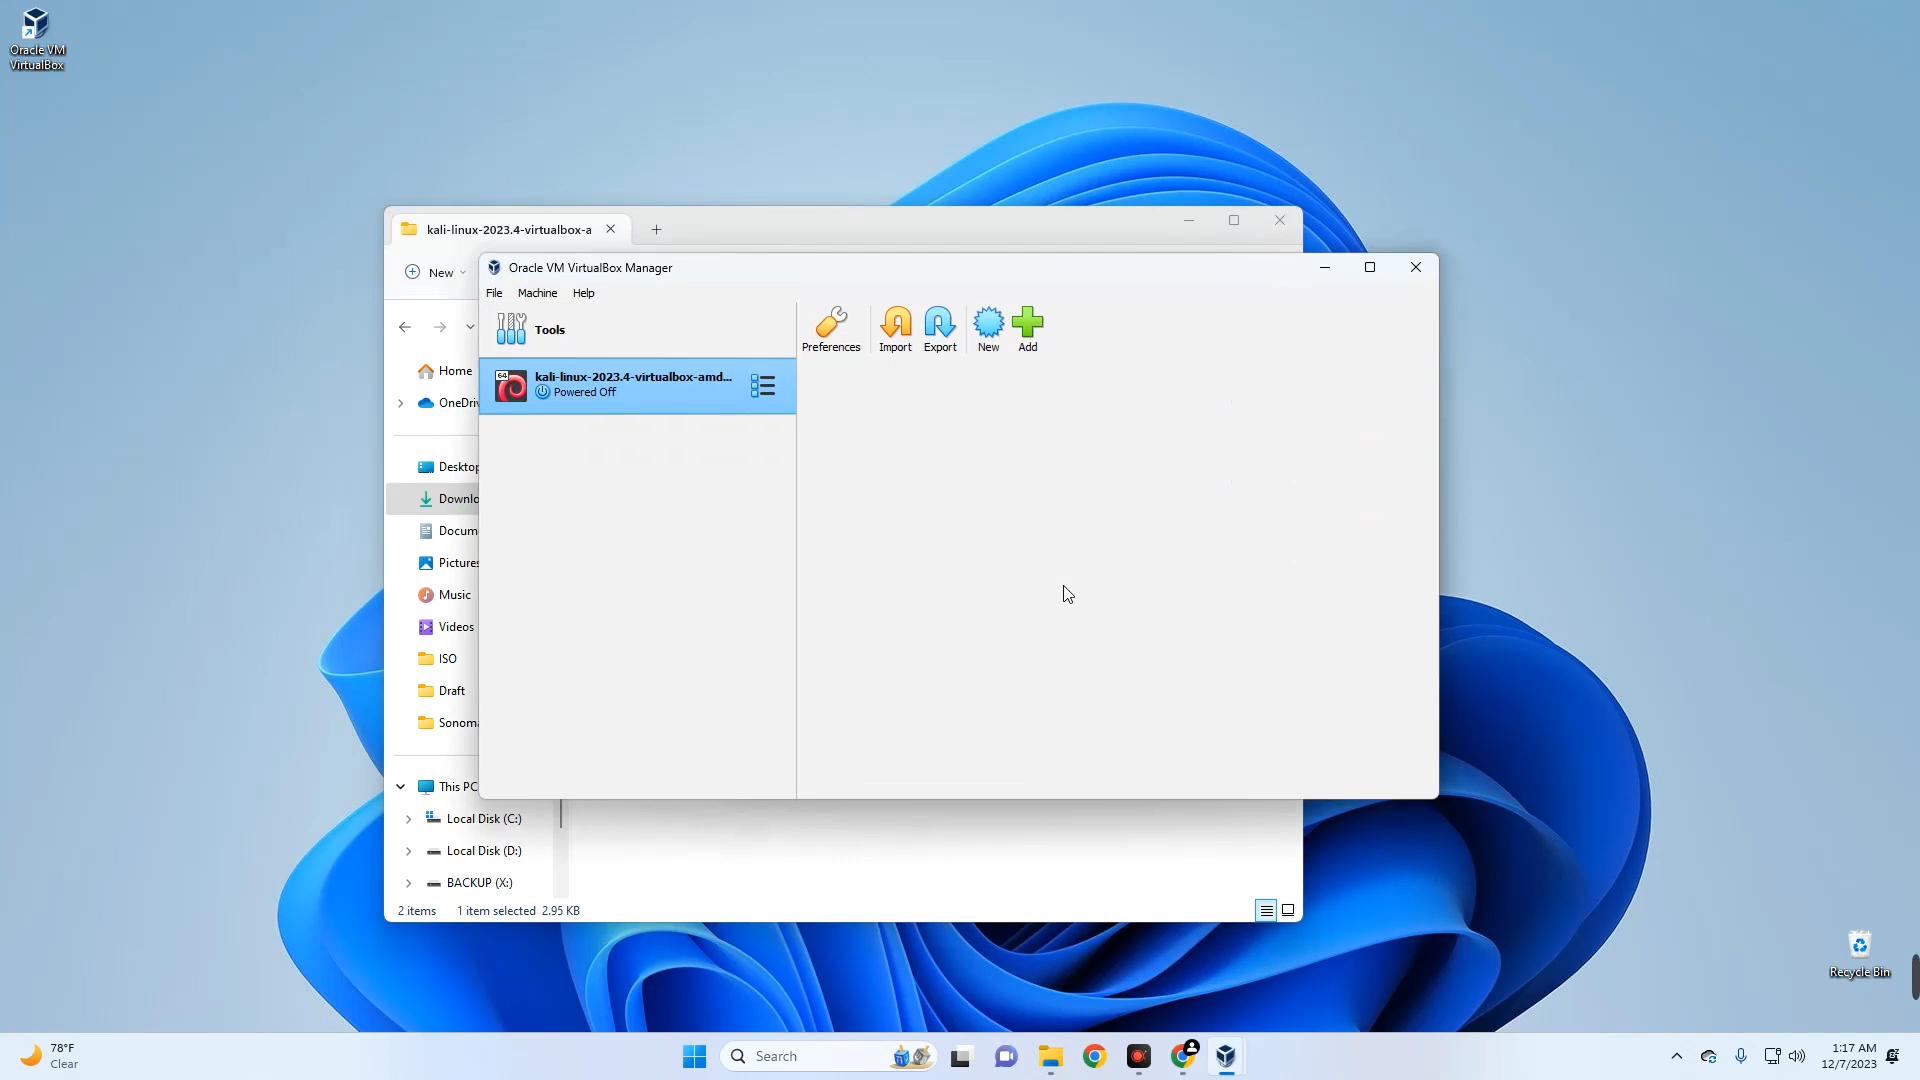 Oracle VM
VirtualBox
kali-linux-2023.4-virtualbox-a
New
Oracle VM VirtualBox Manager
File Machine Help
Tools
Preferences Import Export New Add
64
kali-linux-2023.4-virtualbox-amd...
Powered Off
Home
OneDriv
Desktop
Downlo
Docum
Pictures
Music
Videos
ISO
Draft
Sonoma
This PC
Local Disk (C:)
Local Disk (D:)
BACKUP (X:)
2 items 1 item selected 2.95 KB
Recycle Bin
78°F
Clear
Search
1:17 AM
12/7/2023